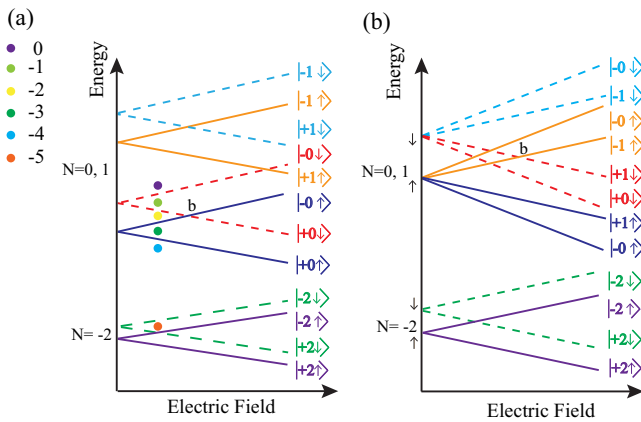 (a)
0
-1
-2
-3
-4
-5
Energy
N=0, 1
N= -2
b
|-1↓〉
|-1↑〉
|+1↓〉
|-0↓〉
|+1↑〉
|-0↑〉
|+0↓〉
|+0↑〉
|-2↓〉
|-2↑〉
|+2↓〉
|+2↑〉
Electric Field
(b)
Energy
N=0, 1
N= -2
b
|-0↓〉
|-1↓〉
|-0↑〉
|-1↑〉
|+1↓〉
|+0↓〉
|+1↑〉
|-0↑〉
|-2↓〉
|-2↑〉
|+2↓〉
|+2↑〉
Electric Field